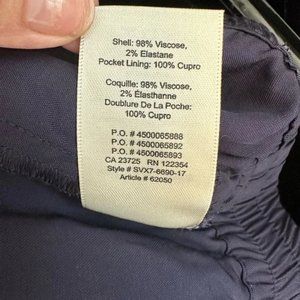 Shell: 98% Viscose,
2% Elastane
Pocket Lining: 100% Cupro
Coquille: 98% Viscose,
2% Élasthanne
Doublure De La Poche:
100% Cupro
P.O. # 4500065888
P.O. # 4500065892
P.O. # 4500065893
CA 23725 RN 122354
Style # SVX7-6690-17
Article # 62050